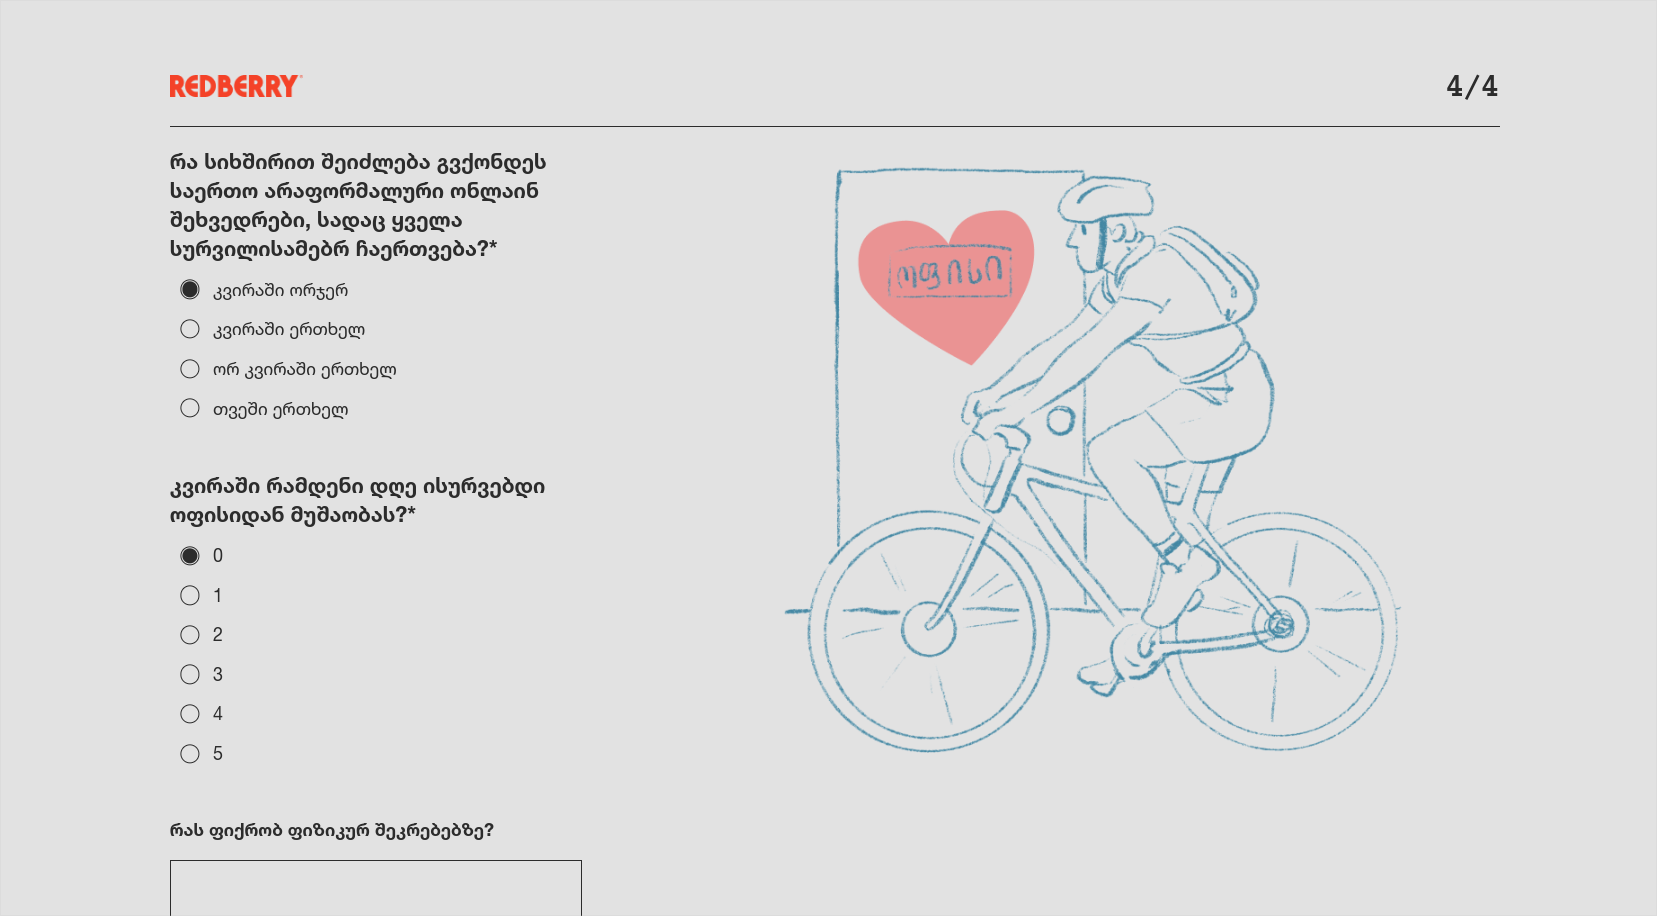 REDBERRY
4/4
რა სიხშირით შეიძლება გვქონდეს
საერთო არაფორმალური ონლაინ
შეხვედრები, სადაც ყველა
სურვილისამებრ ჩაერთვება?*
კვირაში ორჯერ
კვირაში ერთხელ
ორ კვირაში ერთხელ
თვეში ერთხელ
კვირაში რამდენი დღე ისურვებდი
ოფისიდან მუშაობას?*
0
1
2
3
4
5
რას ფიქრობ ფიზიკურ შეკრებებზე?
ოფისი